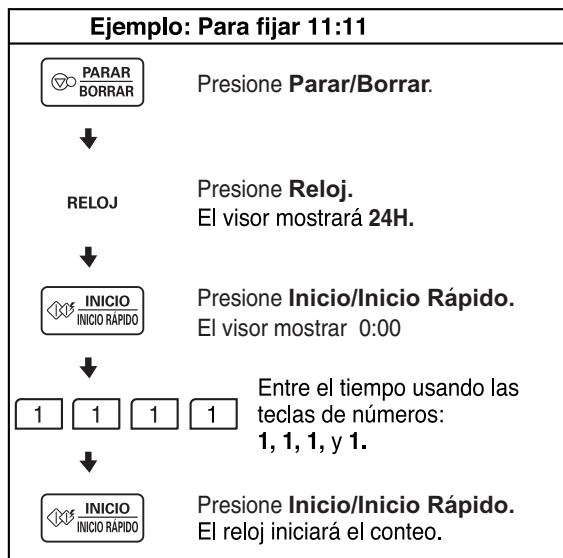 Ejemplo: Para fijar 11:11
PARAR
BORRAR
Presione Parar/Borrar.
RELOJ
Presione Reloj.
El visor mostrará 24H.
INICIO
INICIO RÁPIDO
Presione Inicio/Inicio Rápido.
El visor mostrar 0:00
1 1 1 1
Entre el tiempo usando las
teclas de números:
1, 1, 1, y 1.
INICIO
INICIO RÁPIDO
Presione Inicio/Inicio Rápido.
El reloj iniciará el conteo.